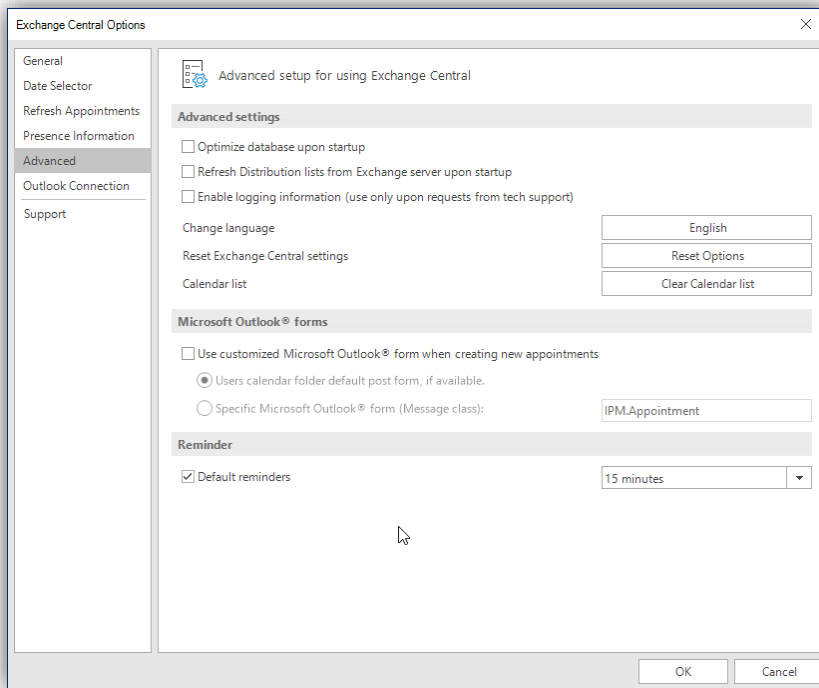 Exchange Central Options
General
Date Selector
Refresh Appointments
Presence Information
Advanced
Outlook Connection
Support
Advanced setup for using Exchange Central
Advanced settings
Optimize database upon startup
Refresh Distribution lists from Exchange server upon startup
Enable logging information (use only upon requests from tech support)
Change language
English
Reset Exchange Central settings
Reset Options
Calendar list
Clear Calendar list
Microsoft Outlook® forms
Use customized Microsoft Outlook® form when creating new appointments
Users calendar folder default post form, if available.
Specific Microsoft Outlook® form (Message class):
IPM.Appointment
Reminder
Default reminders
15 minutes
OK
Cancel